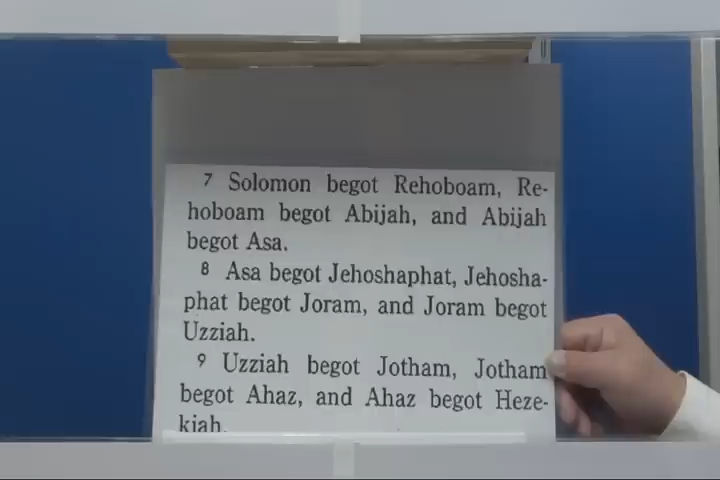 7 Solomon begot Rehoboam, Re-
hoboam begot Abijah, and Abijah
begot Asa.
8 Asa begot Jehoshaphat, Jehosha-
phat begot Joram, and Joram begot
Uzziah.
9 Uzziah begot Jotham, Jotham
begot Ahaz, and Ahaz begot Heze-
kiah.